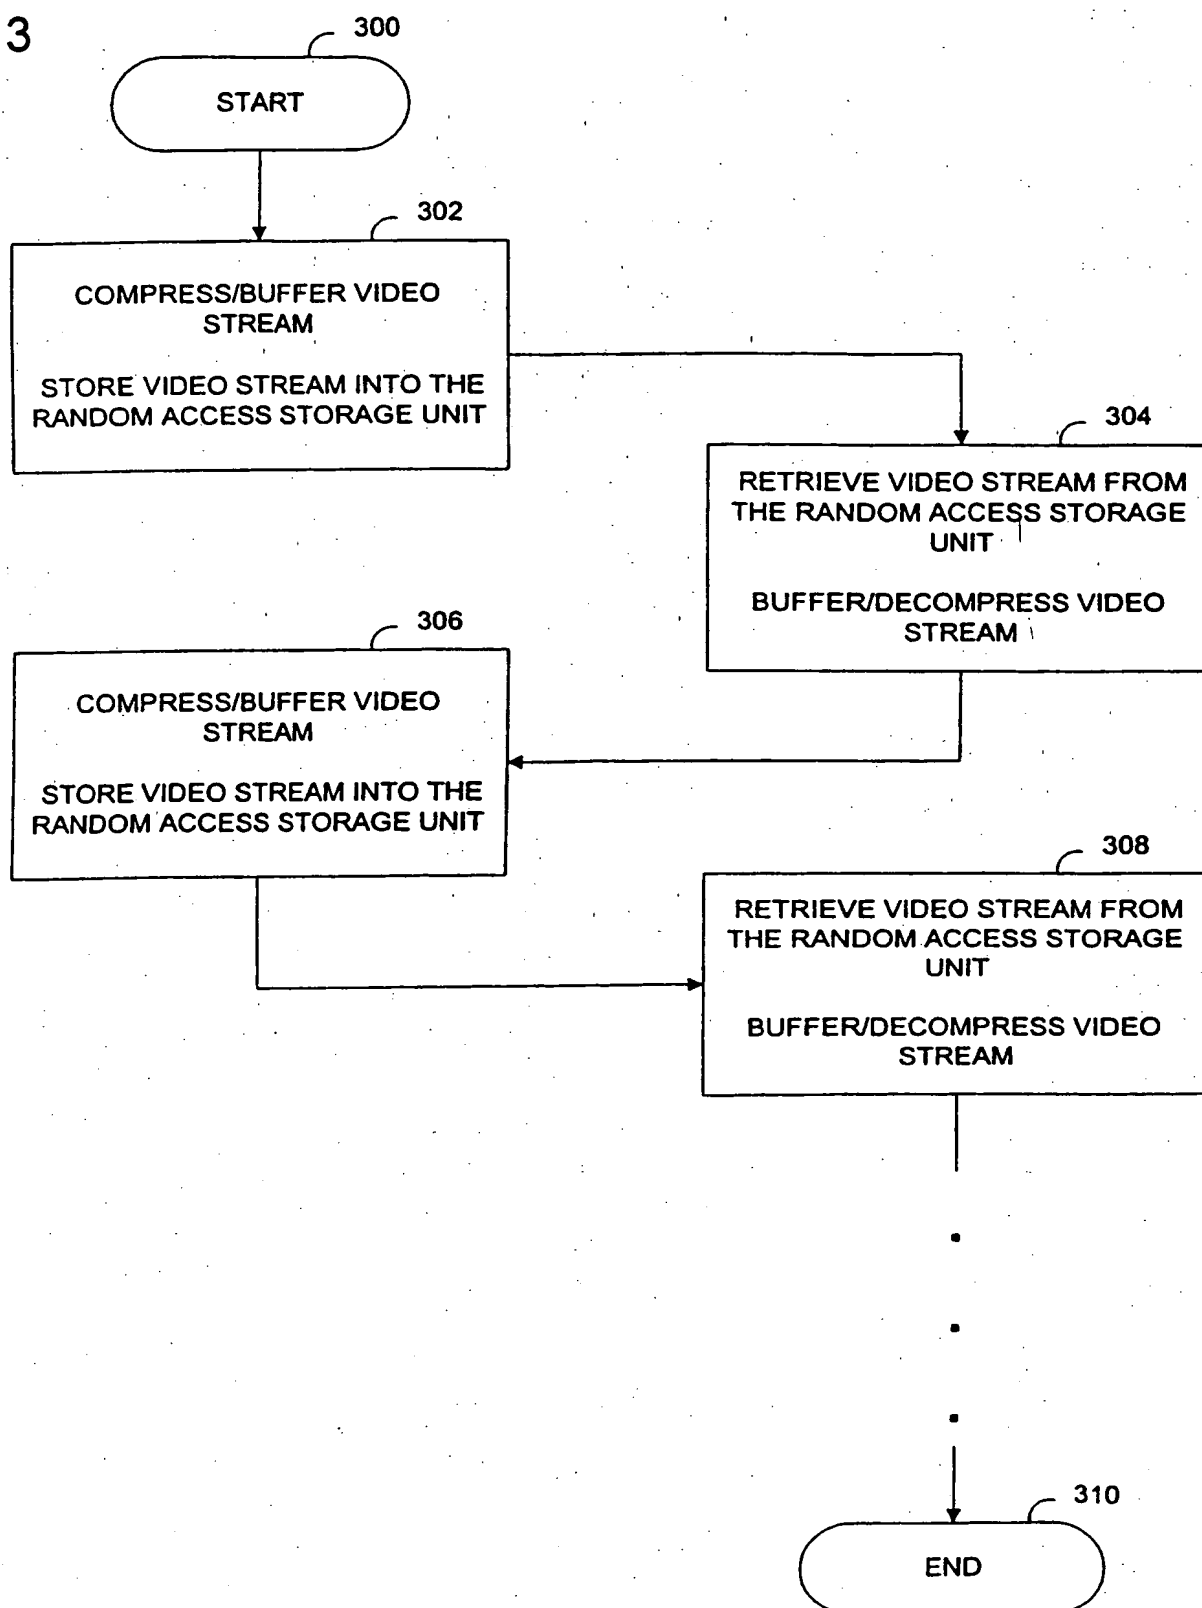 3
300
START
302
COMPRESS/BUFFER VIDEO
STREAM
STORE VIDEO STREAM INTO THE
RANDOM ACCESS STORAGE UNIT
304
RETRIEVE VIDEO STREAM FROM
THE RANDOM ACCESS STORAGE
UNIT
BUFFER/DECOMPRESS VIDEO
STREAM
306
COMPRESS/BUFFER VIDEO
STREAM
STORE VIDEO STREAM INTO THE
RANDOM ACCESS STORAGE UNIT
308
RETRIEVE VIDEO STREAM FROM
THE RANDOM ACCESS STORAGE
UNIT
BUFFER/DECOMPRESS VIDEO
STREAM
310
END